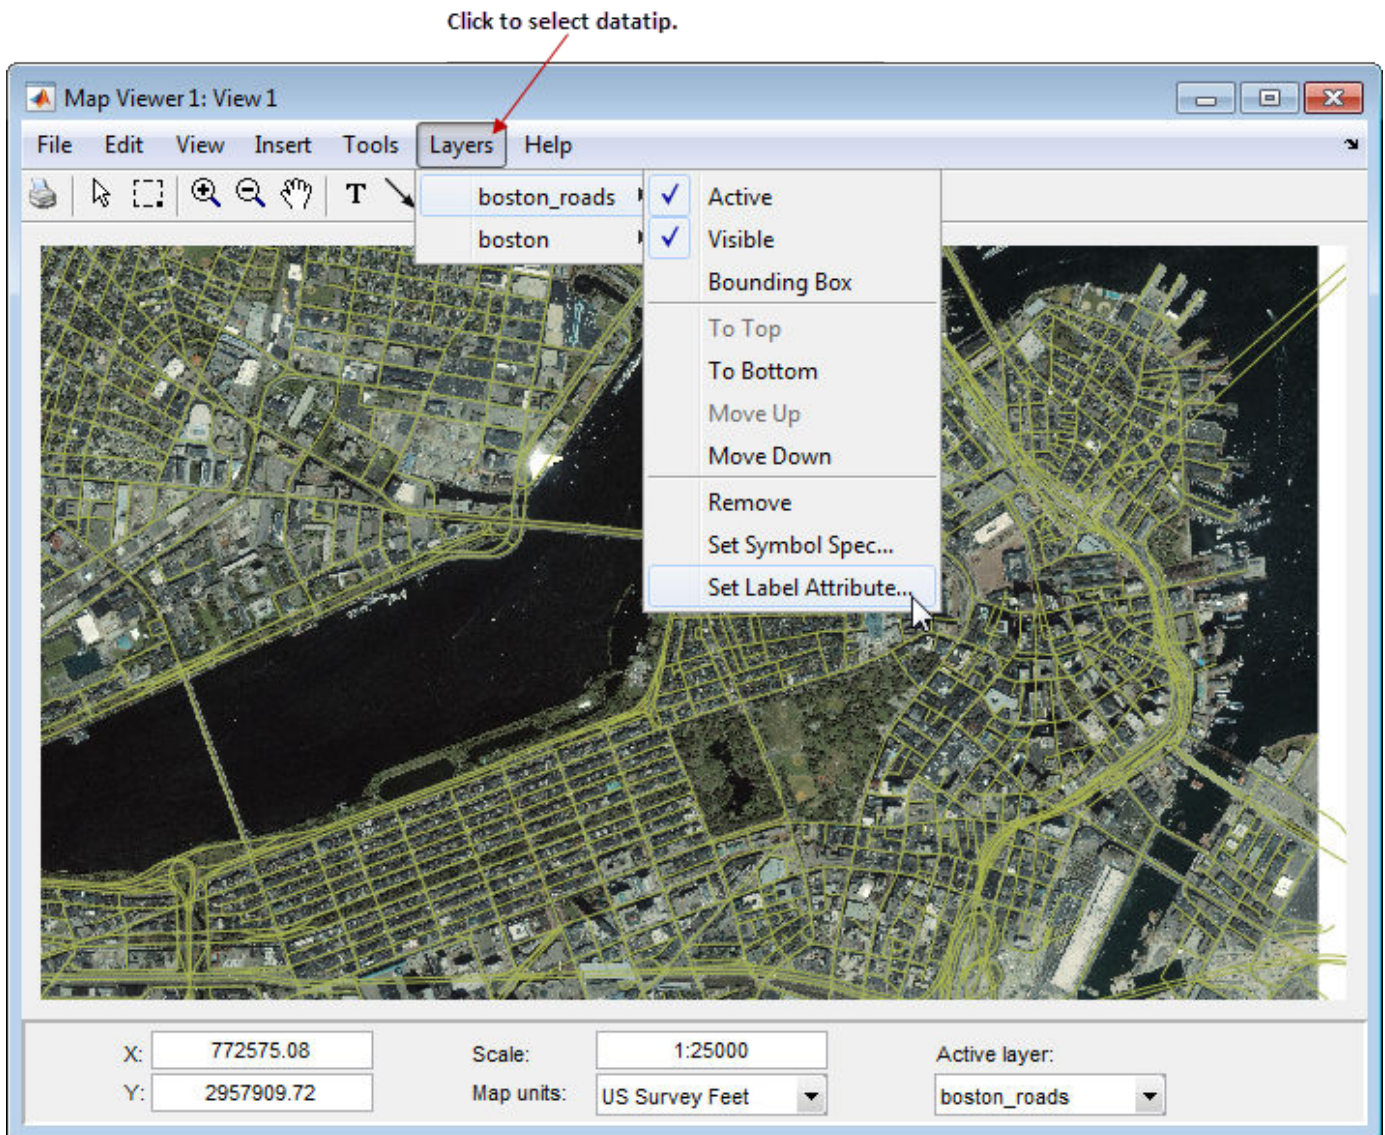 Click to select datatip.
Map Viewer 1: View 1
File Edit View Insert Tools Layers Help
T
boston_roads
boston
Active
Visible
Bounding Box
To Top
To Bottom
Move Up
Move Down
Remove
Set Symbol Spec...
Set Label Attribute...
X: 772575.08 Scale: 1:25000 Active layer:
Y: 2957909.72 Map units: US Survey Feet boston_roads